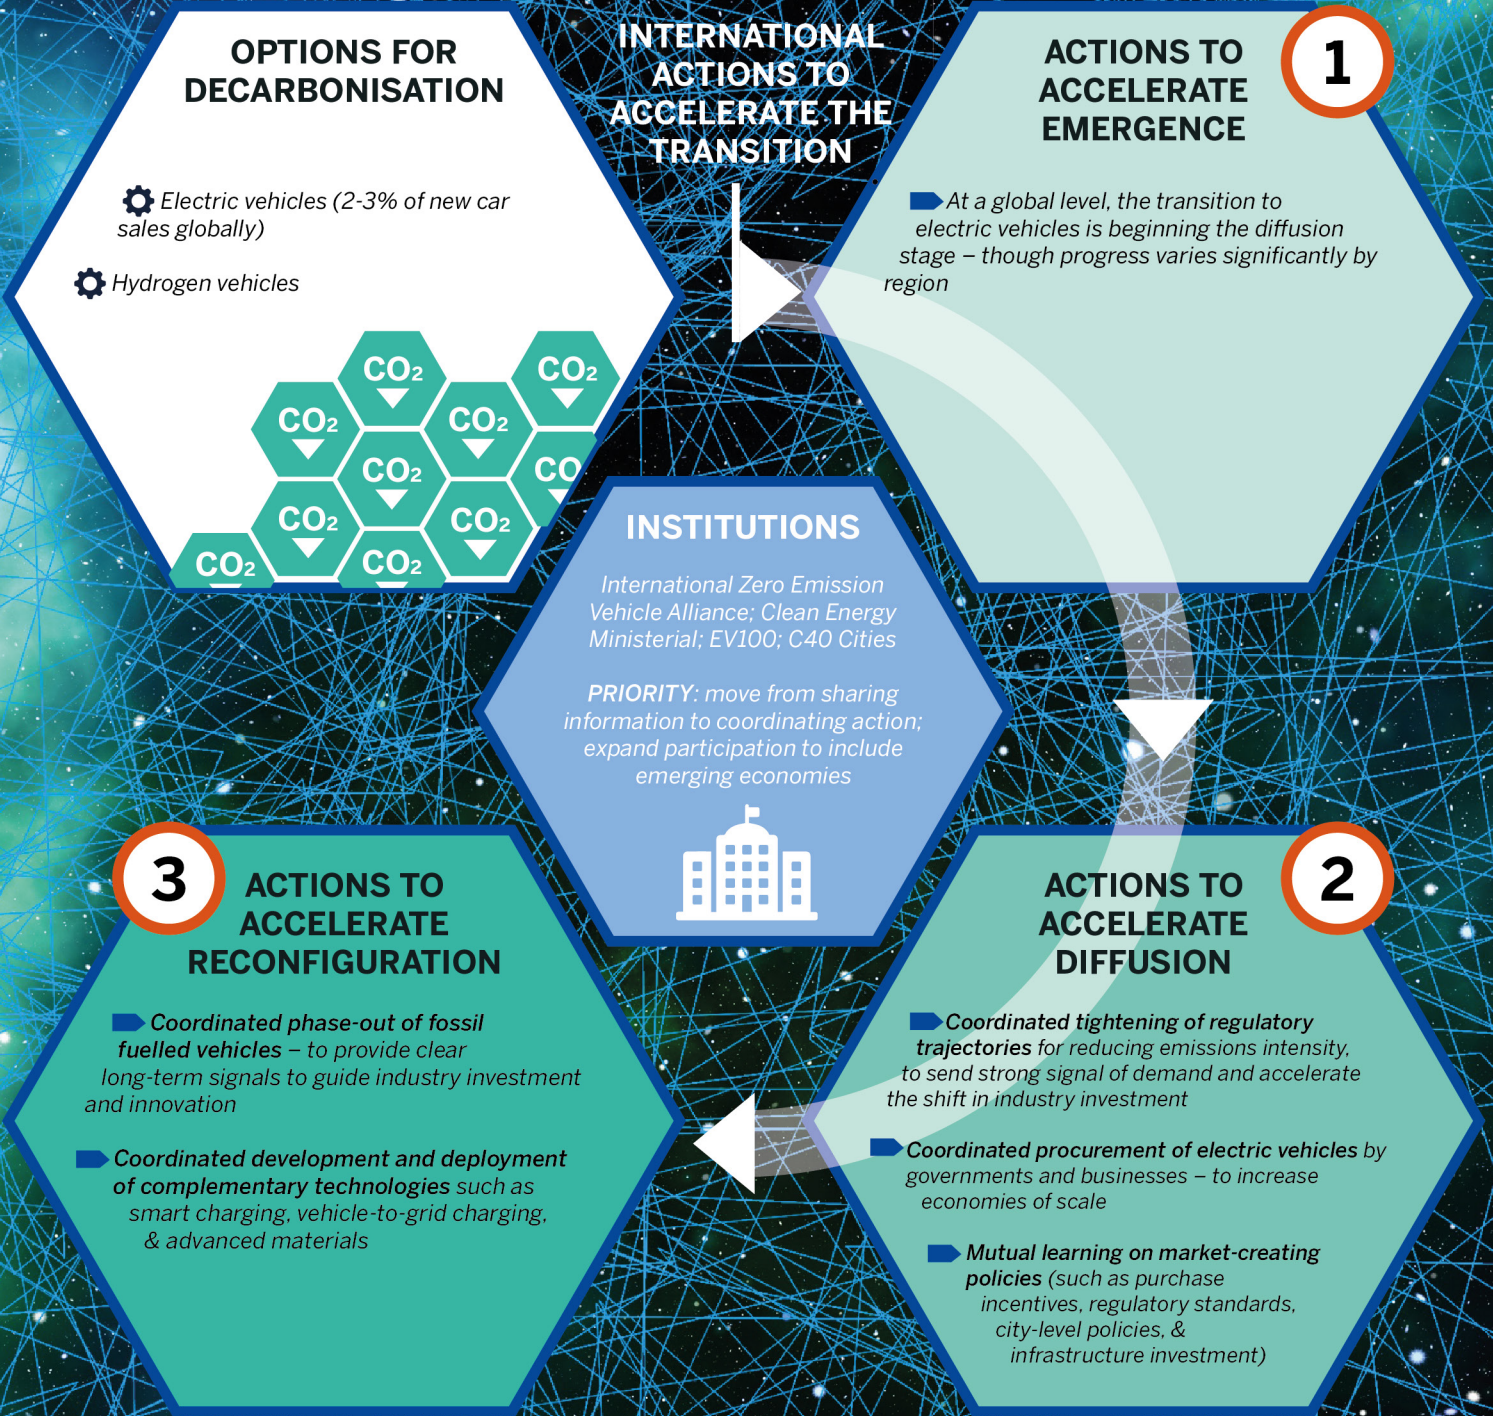 OPTIONS FOR
DECARBONISATION
Electric vehicles (2-3% of new car
sales globally)
Hydrogen vehicles
CO₂
CO₂
CO₂
CO₂
CO₂
CO
CO₂
CO₂
CO₂
CO₂
INTERNATIONAL
ACTIONS TO
ACCELERATE THE
TRANSITION
1
ACTIONS TO
ACCELERATE
EMERGENCE
At a global level, the transition to
electric vehicles is beginning the diffusion
stage – though progress varies significantly by
region
INSTITUTIONS
International Zero Emission
Vehicle Alliance; Clean Energy
Ministerial; EV100; C40 Cities
PRIORITY: move from sharing
information to coordinating action;
expand participation to include
emerging economies
2
ACTIONS TO
ACCELERATE
DIFFUSION
Coordinated tightening of regulatory
trajectories for reducing emissions intensity,
to send strong signal of demand and accelerate
the shift in industry investment
Coordinated procurement of electric vehicles by
governments and businesses – to increase
economies of scale
Mutual learning on market-creating
policies (such as purchase
incentives, regulatory standards,
city-level policies, &
infrastructure investment)
3
ACTIONS TO
ACCELERATE
RECONFIGURATION
Coordinated phase-out of fossil
fuelled vehicles – to provide clear
long-term signals to guide industry investment
and innovation
Coordinated development and deployment
of complementary technologies such as
smart charging, vehicle-to-grid charging,
& advanced materials